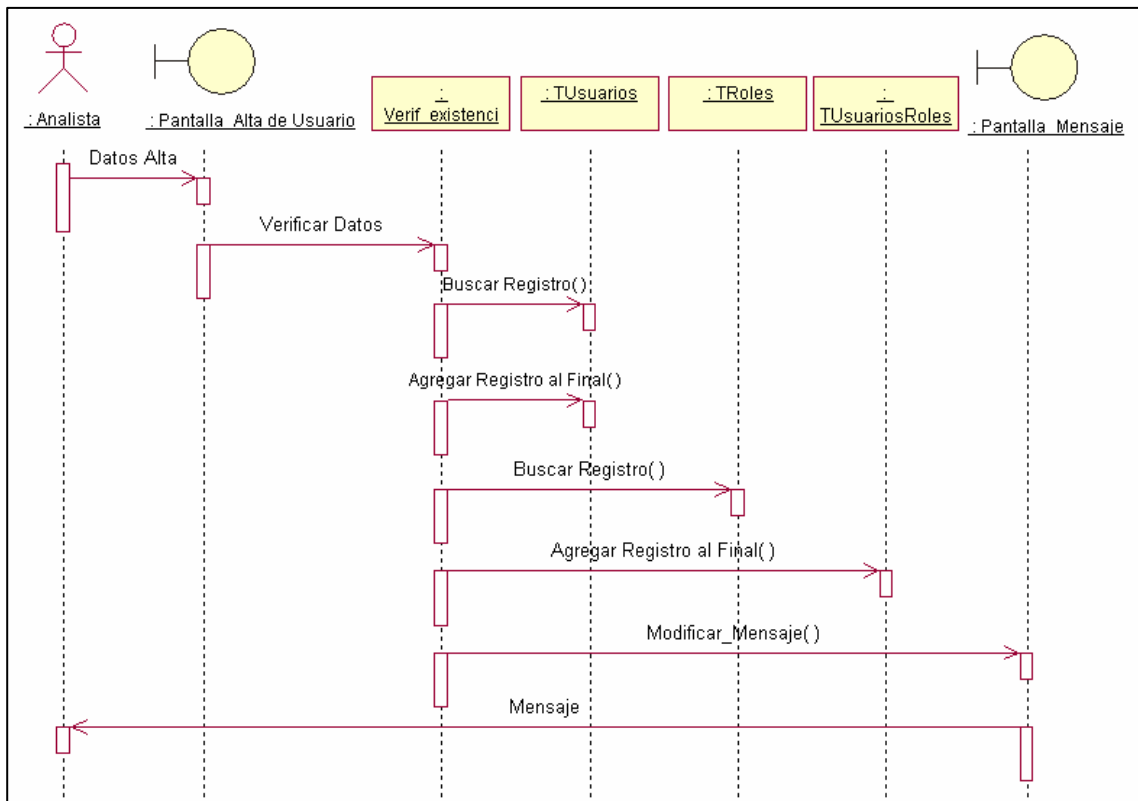 : Analista
: Pantalla_Alta de Usuario
:
Verif_existenci
: TUsuarios
: TRoles
:
TUsuariosRoles
: Pantalla_Mensaje
Datos Alta
Verificar Datos
Buscar Registro( )
Agregar Registro al Final( )
Buscar Registro( )
Agregar Registro al Final( )
Modificar_Mensaje( )
Mensaje